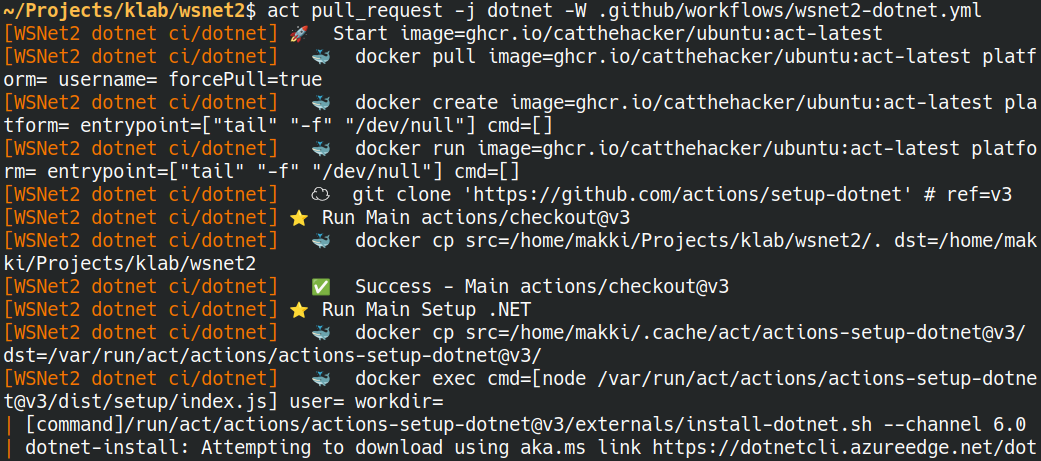 ~/Projects/klab/wsnet2$ act pull_request -j dotnet -W .github/workflows/wsnet2-dotnet.yml
[WSNet2 dotnet ci/dotnet] 🚀  Start image=ghcr.io/catthehacker/ubuntu:act-latest
[WSNet2 dotnet ci/dotnet]   🐳  docker pull image=ghcr.io/catthehacker/ubuntu:act-latest platf
orm= username= forcePull=true
[WSNet2 dotnet ci/dotnet]   🐳  docker create image=ghcr.io/catthehacker/ubuntu:act-latest pla
tform= entrypoint=["tail" "-f" "/dev/null"] cmd=[]
[WSNet2 dotnet ci/dotnet]   🐳  docker run image=ghcr.io/catthehacker/ubuntu:act-latest platfo
rm= entrypoint=["tail" "-f" "/dev/null"] cmd=[]
[WSNet2 dotnet ci/dotnet]   ☁  git clone 'https://github.com/actions/setup-dotnet' # ref=v3
[WSNet2 dotnet ci/dotnet] ⭐ Run Main actions/checkout@v3
[WSNet2 dotnet ci/dotnet]   🐳  docker cp src=/home/makki/Projects/klab/wsnet2/. dst=/home/mak
ki/Projects/klab/wsnet2
[WSNet2 dotnet ci/dotnet]   ✅  Success - Main actions/checkout@v3
[WSNet2 dotnet ci/dotnet] ⭐ Run Main Setup .NET
[WSNet2 dotnet ci/dotnet]   🐳  docker cp src=/home/makki/.cache/act/actions-setup-dotnet@v3/
dst=/var/run/act/actions/actions-setup-dotnet@v3/
[WSNet2 dotnet ci/dotnet]   🐳  docker exec cmd=[node /var/run/act/actions/actions-setup-dotne
t@v3/dist/setup/index.js] user= workdir=
| [command]/run/act/actions/actions-setup-dotnet@v3/externals/install-dotnet.sh --channel 6.0
| dotnet-install: Attempting to download using aka.ms link https://dotnetcli.azureedge.net/dot